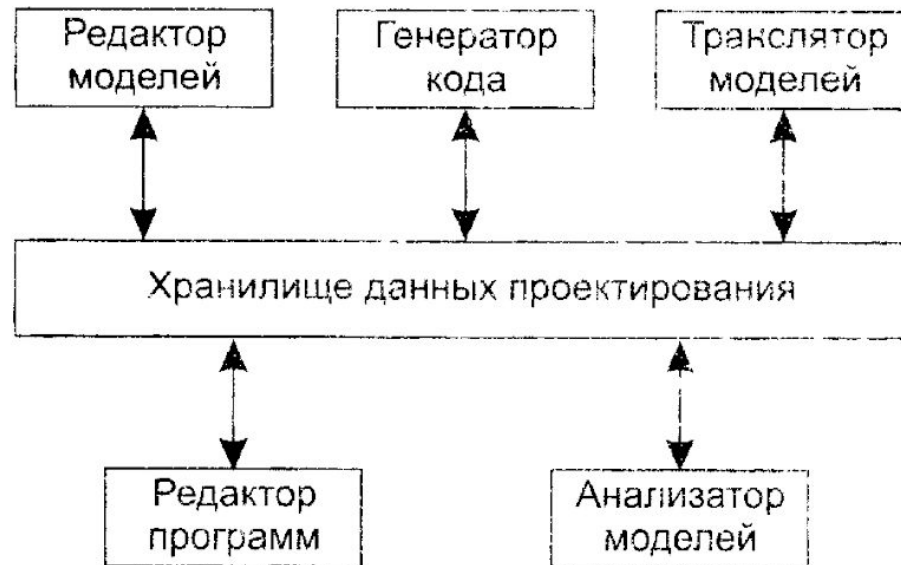 Редактор
моделей
Генератор
кода
Транслятор
моделей
Хранилище данных проектирования
Редактор
программ
Анализатор
моделей